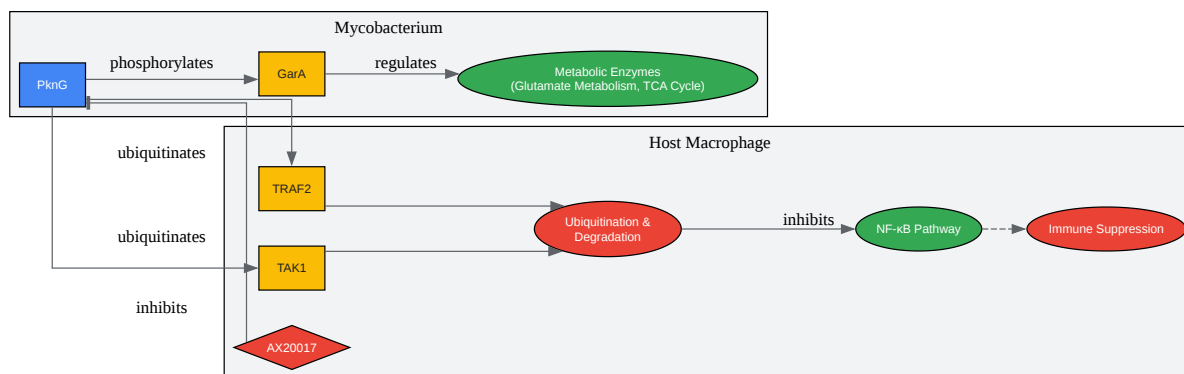 Mycobacterium
PknG
phosphorylates
GarA
regulates
Metabolic Enzymes
(Glutamate Metabolism, TCA Cycle)
Host Macrophage
ubiquitinates
TRAF2
Ubiquitination &
Degradation
inhibits
NF-κB Pathway
Immune Suppression
ubiquitinates
TAK1
inhibits
AX20017